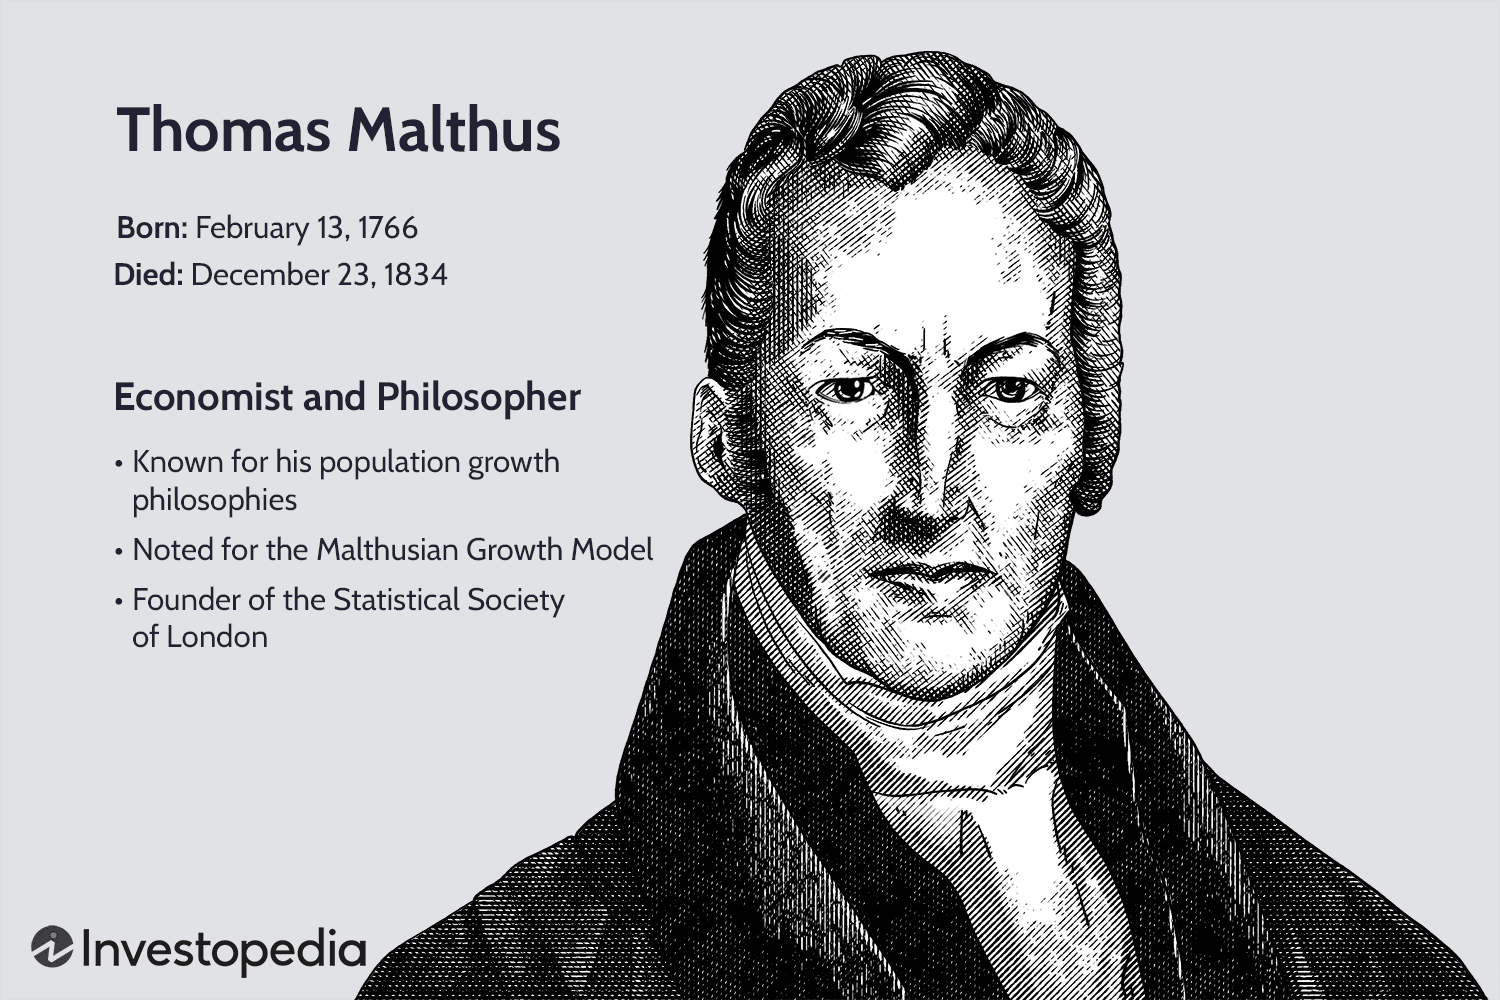 Thomas Malthus
Born: February 13, 1766
Died: December 23, 1834
Economist and Philosopher
• Known for his population growth
philosophies
• Noted for the Malthusian Growth Model
• Founder of the Statistical Society
of London
Investopedia